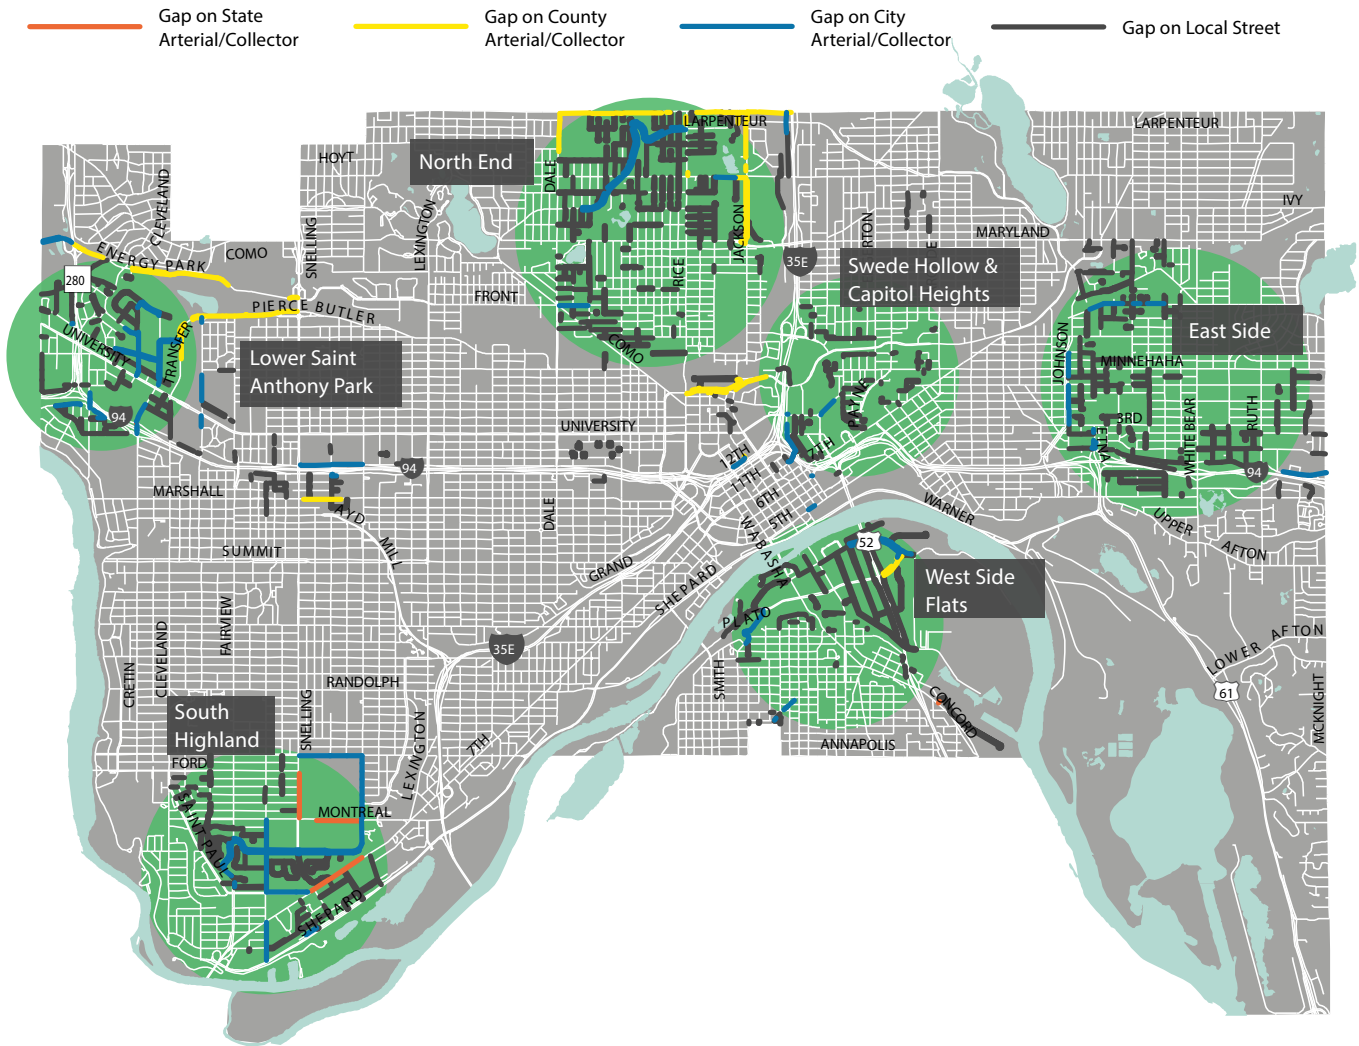 Gap on State
Arterial/Collector
Gap on County
Arterial/Collector
Gap on City
Arterial/Collector
Gap on Local Street
LARPENTEUR
LARPENTEUR
HOYT
North End
DALE
CLEVELAND
IVY
LEXINGTON
SNELLING
JACKSON
RTON
E
MARYLAND
ENERGY PARK
COMO
35E
Swede Hollow &
Capitol Heights
280
RICE
FRONT
PIERCE BUTLER
East Side
UNIVERSITY
TRANSFER
Lower Saint
Anthony Park
COMO
JOHNSON
MINNEHAHA
PAYNE
94
UNIVERSITY
3RD
ETNA
WHITE BEAR
RUTH
12TH
7TH
94
94
11TH
MARSHALL
6TH
5TH
AYD
MILL
DALE
WABASHA
WARNER
UPPER
AFTON
SUMMIT
52
GRAND
SHEPARD
West Side
Flats
FAIRVIEW
PLATO
CLEVELAND
CRETIN
35E
LOWER AFTON
SMITH
RANDOLPH
61
MCKNIGHT
South
Highland
SNELLING
LEXINGTON
CONCORD
7TH
ANNAPOLIS
FORD
SAINT PAUL
MONTREAL
SHEPARD